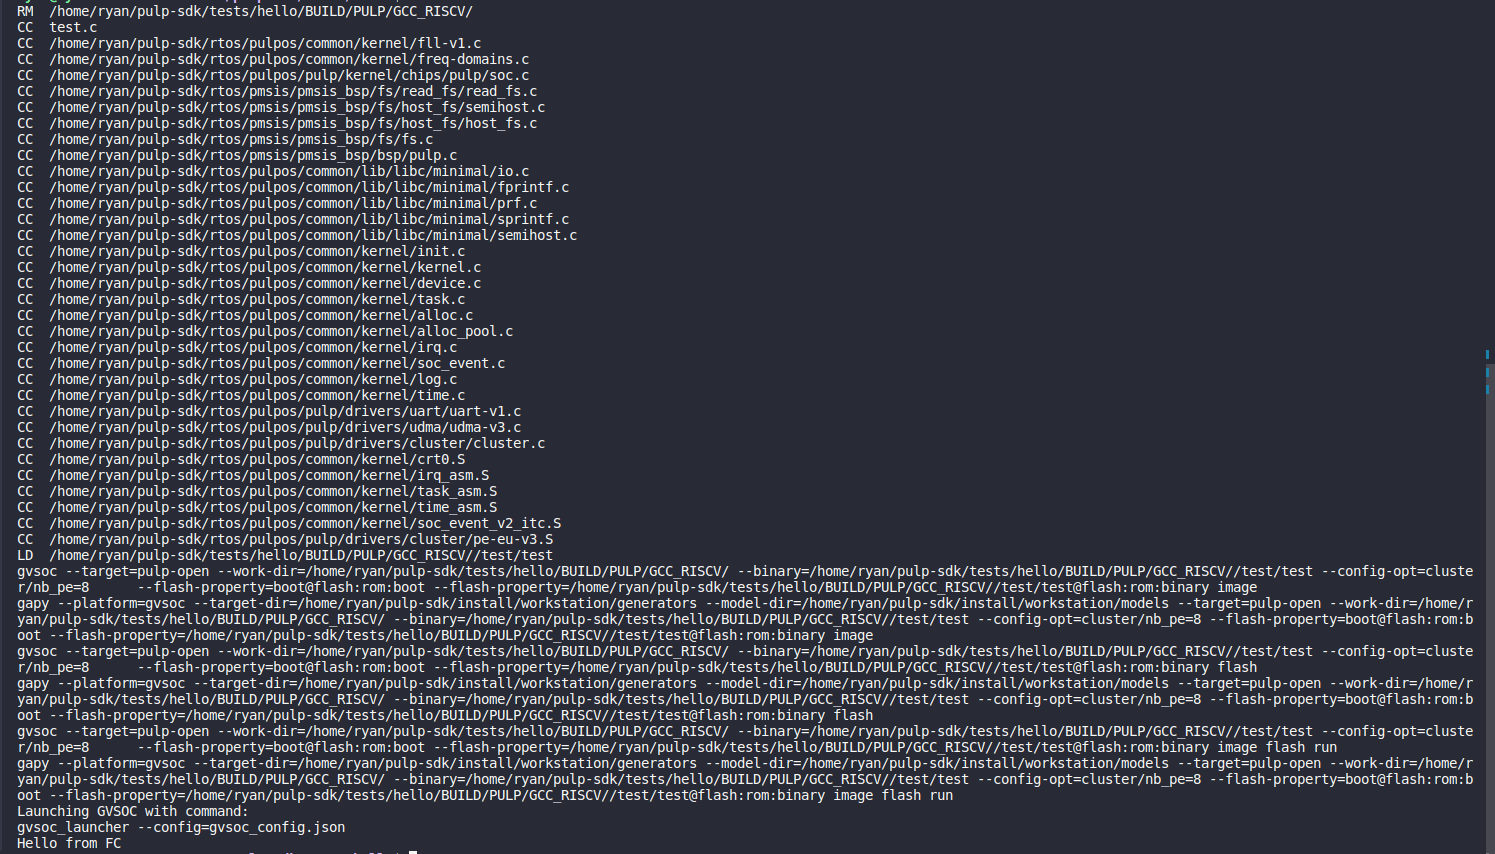 RM  /home/ryan/pulp-sdk/tests/hello/BUILD/PULP/GCC_RISCV/
CC  test.c
CC  /home/ryan/pulp-sdk/rtos/pulpos/common/kernel/fll-v1.c
CC  /home/ryan/pulp-sdk/rtos/pulpos/common/kernel/freq-domains.c
CC  /home/ryan/pulp-sdk/rtos/pulpos/pulp/kernel/chips/pulp/soc.c
CC  /home/ryan/pulp-sdk/rtos/pmsis/pmsis_bsp/fs/read_fs/read_fs.c
CC  /home/ryan/pulp-sdk/rtos/pmsis/pmsis_bsp/fs/host_fs/semihost.c
CC  /home/ryan/pulp-sdk/rtos/pmsis/pmsis_bsp/fs/host_fs/host_fs.c
CC  /home/ryan/pulp-sdk/rtos/pmsis/pmsis_bsp/fs/fs.c
CC  /home/ryan/pulp-sdk/rtos/pmsis/pmsis_bsp/bsp/pulp.c
CC  /home/ryan/pulp-sdk/rtos/pulpos/common/lib/libc/minimal/io.c
CC  /home/ryan/pulp-sdk/rtos/pulpos/common/lib/libc/minimal/fprintf.c
CC  /home/ryan/pulp-sdk/rtos/pulpos/common/lib/libc/minimal/prf.c
CC  /home/ryan/pulp-sdk/rtos/pulpos/common/lib/libc/minimal/sprintf.c
CC  /home/ryan/pulp-sdk/rtos/pulpos/common/lib/libc/minimal/semihost.c
CC  /home/ryan/pulp-sdk/rtos/pulpos/common/kernel/init.c
CC  /home/ryan/pulp-sdk/rtos/pulpos/common/kernel/kernel.c
CC  /home/ryan/pulp-sdk/rtos/pulpos/common/kernel/device.c
CC  /home/ryan/pulp-sdk/rtos/pulpos/common/kernel/task.c
CC  /home/ryan/pulp-sdk/rtos/pulpos/common/kernel/alloc.c
CC  /home/ryan/pulp-sdk/rtos/pulpos/common/kernel/alloc_pool.c
CC  /home/ryan/pulp-sdk/rtos/pulpos/common/kernel/irq.c
CC  /home/ryan/pulp-sdk/rtos/pulpos/common/kernel/soc_event.c
CC  /home/ryan/pulp-sdk/rtos/pulpos/common/kernel/log.c
CC  /home/ryan/pulp-sdk/rtos/pulpos/common/kernel/time.c
CC  /home/ryan/pulp-sdk/rtos/pulpos/pulp/drivers/uart/uart-v1.c
CC  /home/ryan/pulp-sdk/rtos/pulpos/pulp/drivers/udma/udma-v3.c
CC  /home/ryan/pulp-sdk/rtos/pulpos/pulp/drivers/cluster/cluster.c
CC  /home/ryan/pulp-sdk/rtos/pulpos/common/kernel/crt0.S
CC  /home/ryan/pulp-sdk/rtos/pulpos/common/kernel/irq_asm.S
CC  /home/ryan/pulp-sdk/rtos/pulpos/common/kernel/task_asm.S
CC  /home/ryan/pulp-sdk/rtos/pulpos/common/kernel/time_asm.S
CC  /home/ryan/pulp-sdk/rtos/pulpos/common/kernel/soc_event_v2_itc.S
CC  /home/ryan/pulp-sdk/rtos/pulpos/pulp/drivers/cluster/pe-eu-v3.S
LD  /home/ryan/pulp-sdk/tests/hello/BUILD/PULP/GCC_RISCV//test/test
gvsoc --target=pulp-open --work-dir=/home/ryan/pulp-sdk/tests/hello/BUILD/PULP/GCC_RISCV/ --binary=/home/ryan/pulp-sdk/tests/hello/BUILD/PULP/GCC_RISCV//test/test --config-opt=cluste
r/nb_pe=8      --flash-property=boot@flash:rom:boot --flash-property=/home/ryan/pulp-sdk/tests/hello/BUILD/PULP/GCC_RISCV//test/test@flash:rom:binary image
gapy --platform=gvsoc --target-dir=/home/ryan/pulp-sdk/install/workstation/generators --model-dir=/home/ryan/pulp-sdk/install/workstation/models --target=pulp-open --work-dir=/home/r
yan/pulp-sdk/tests/hello/BUILD/PULP/GCC_RISCV/ --binary=/home/ryan/pulp-sdk/tests/hello/BUILD/PULP/GCC_RISCV//test/test --config-opt=cluster/nb_pe=8 --flash-property=boot@flash:rom:b
oot --flash-property=/home/ryan/pulp-sdk/tests/hello/BUILD/PULP/GCC_RISCV//test/test@flash:rom:binary image
gvsoc --target=pulp-open --work-dir=/home/ryan/pulp-sdk/tests/hello/BUILD/PULP/GCC_RISCV/ --binary=/home/ryan/pulp-sdk/tests/hello/BUILD/PULP/GCC_RISCV//test/test --config-opt=cluste
r/nb_pe=8      --flash-property=boot@flash:rom:boot --flash-property=/home/ryan/pulp-sdk/tests/hello/BUILD/PULP/GCC_RISCV//test/test@flash:rom:binary flash
gapy --platform=gvsoc --target-dir=/home/ryan/pulp-sdk/install/workstation/generators --model-dir=/home/ryan/pulp-sdk/install/workstation/models --target=pulp-open --work-dir=/home/r
yan/pulp-sdk/tests/hello/BUILD/PULP/GCC_RISCV/ --binary=/home/ryan/pulp-sdk/tests/hello/BUILD/PULP/GCC_RISCV//test/test --config-opt=cluster/nb_pe=8 --flash-property=boot@flash:rom:b
oot --flash-property=/home/ryan/pulp-sdk/tests/hello/BUILD/PULP/GCC_RISCV//test/test@flash:rom:binary flash
gvsoc --target=pulp-open --work-dir=/home/ryan/pulp-sdk/tests/hello/BUILD/PULP/GCC_RISCV/ --binary=/home/ryan/pulp-sdk/tests/hello/BUILD/PULP/GCC_RISCV//test/test --config-opt=cluste
r/nb_pe=8      --flash-property=boot@flash:rom:boot --flash-property=/home/ryan/pulp-sdk/tests/hello/BUILD/PULP/GCC_RISCV//test/test@flash:rom:binary image flash run
gapy --platform=gvsoc --target-dir=/home/ryan/pulp-sdk/install/workstation/generators --model-dir=/home/ryan/pulp-sdk/install/workstation/models --target=pulp-open --work-dir=/home/r
yan/pulp-sdk/tests/hello/BUILD/PULP/GCC_RISCV/ --binary=/home/ryan/pulp-sdk/tests/hello/BUILD/PULP/GCC_RISCV//test/test --config-opt=cluster/nb_pe=8 --flash-property=boot@flash:rom:b
oot --flash-property=/home/ryan/pulp-sdk/tests/hello/BUILD/PULP/GCC_RISCV//test/test@flash:rom:binary image flash run
Launching GVSOC with command:
gvsoc_launcher --config=gvsoc_config.json
Hello from FC